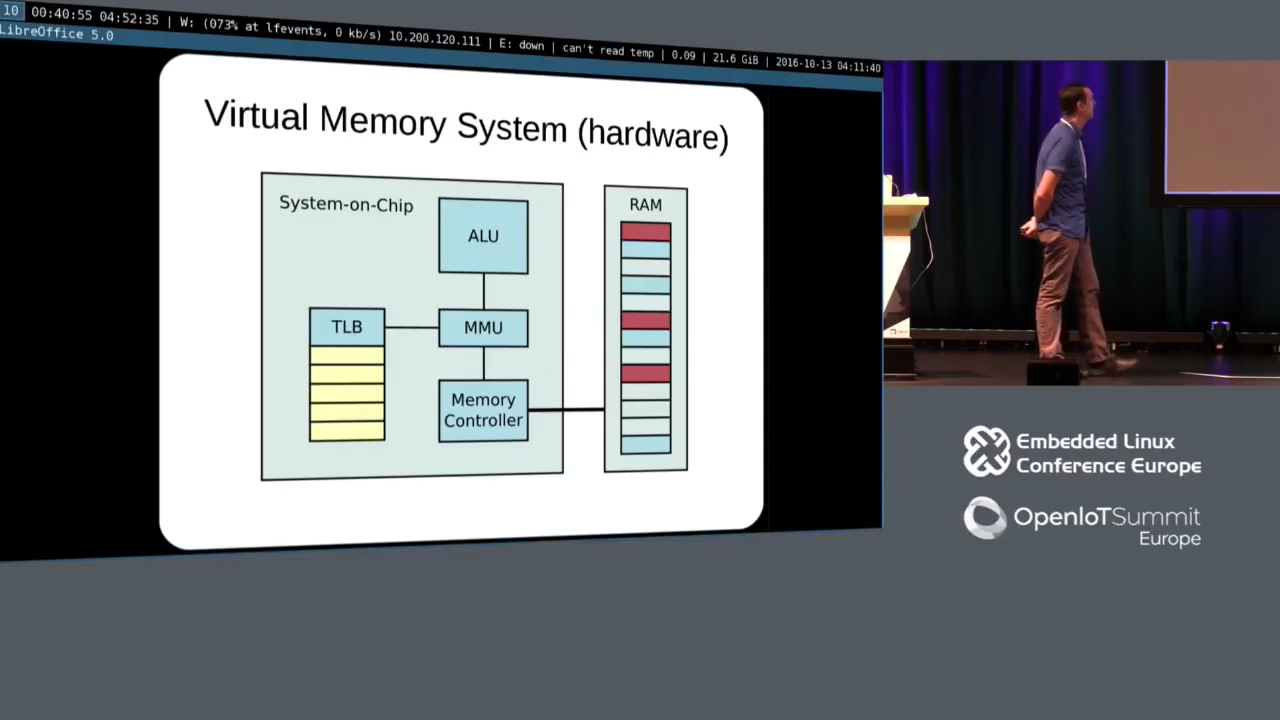 10 00:40:55 04:52:35 | W: (073% at lfevents, 0 kb/s) 10.200.120.111 | E: down | can't read temp | 0.09 | 21.6 GiB | 2016-10-13 04:11:40
LibreOffice 5.0
Virtual Memory System (hardware)
System-on-Chip
ALU
RAM
TLB
MMU
Memory
Controller
Embedded Linux
Conference Europe
OpenIoTSummit
Europe